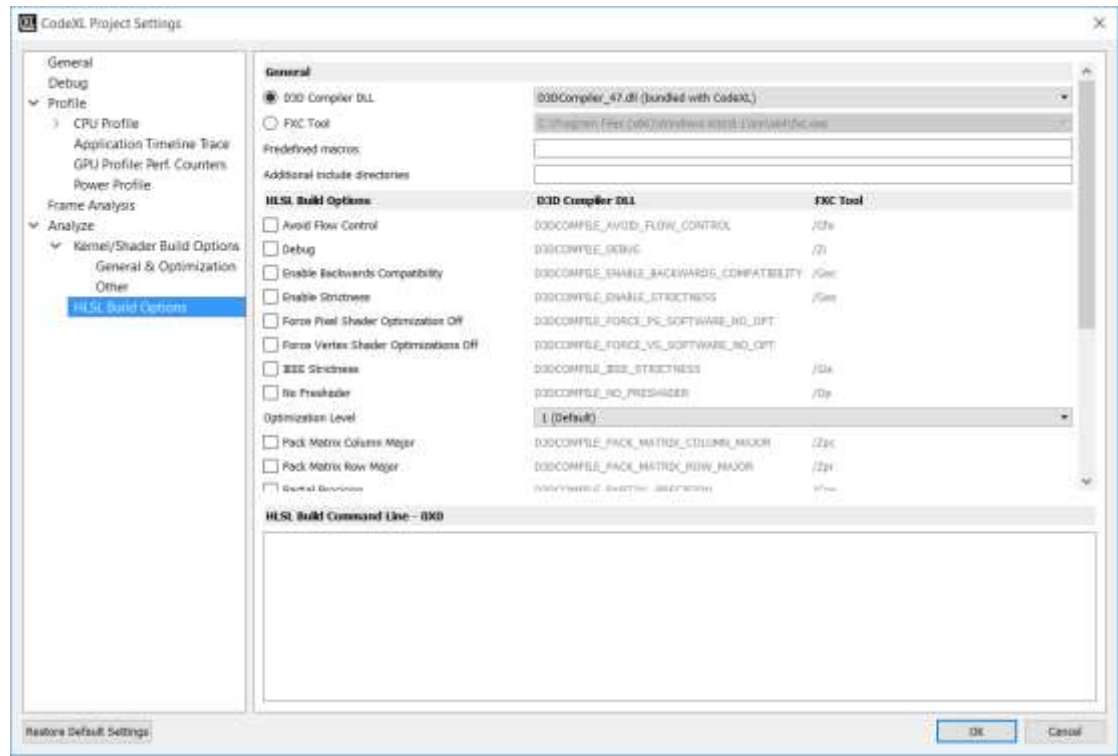 CodeXL Project Settings
General
Debug
Profile
CPU Profile
Application Timeline Trace
GPU Profile: Perf. Counters
Power Profile
Frame Analysis
Analyze
Kernel/Shader Build Options
General & Optimization
Other
HLSL Build Options
General
D3D Compiler DLL D3DCompiler_47.dll (bundled with CodeXL)
FXC Tool
Predefined macros:
Additional include directories
HLSL Build Options D3D Compiler DLL FXC Tool
Avoid Flow Control D3DCOMPILE_AVOID_FLOW_CONTROL /Gfa
Debug D3DCOMPILE_DEBUG /Zi
Enable Backwards Compatibility D3DCOMPILE_ENABLE_BACKWARDS_COMPATIBILITY /Gec
Enable Strictness D3DCOMPILE_ENABLE_STRICTNESS /Ges
Force Pixel Shader Optimization Off D3DCOMPILE_FORCE_PS_SOFTWARE_NO_OPT
Force Vertex Shader Optimizations Off D3DCOMPILE_FORCE_VS_SOFTWARE_NO_OPT
IEEE Strictness D3DCOMPILE_IEEE_STRICTNESS /Gis
No Preshader D3DCOMPILE_NO_PRESHADER /Op
Optimization Level 1 (Default)
Pack Matrix Column Major D3DCOMPILE_PACK_MATRIX_COLUMN_MAJOR /Zpc
Pack Matrix Row Major D3DCOMPILE_PACK_MATRIX_ROW_MAJOR /Zpr
Partial Precision D3DCOMPILE_PARTIAL_PRECISION
HLSL Build Command Line - DXD
Restore Default Settings
OK Cancel